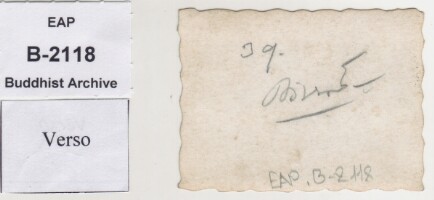 EAP
B-2118
Buddhist Archive
Verso
39.
EAP. B-2118